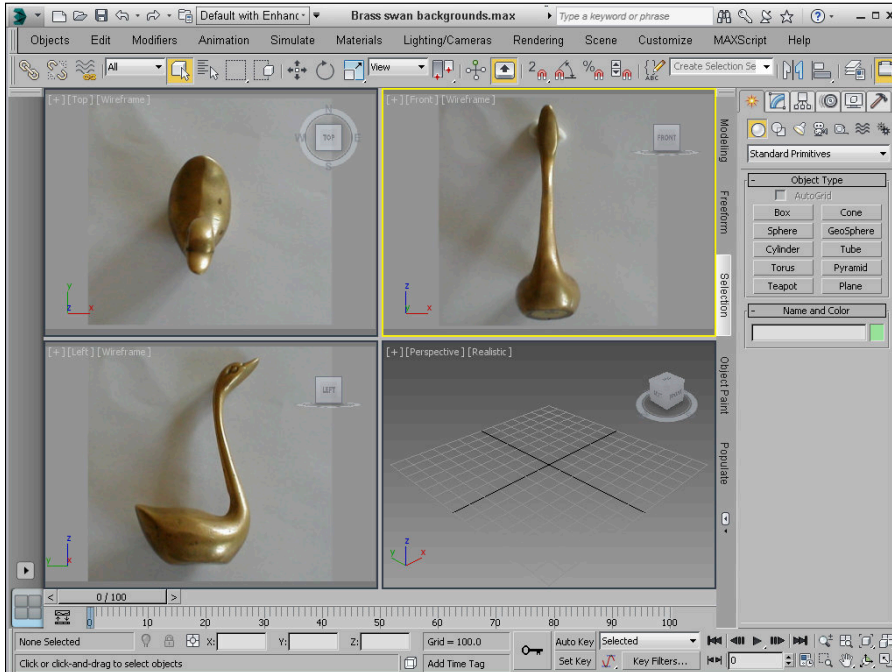 Default with Enhanc
Brass swan backgrounds.max
Type a keyword or phrase
Objects Edit Modifiers Animation Simulate Materials Lighting/Cameras Rendering Scene Customize MAXScript Help
All
View
2
%
ABC
Create Selection Se
[+][Top][Wireframe]
N
W
TOP
E
S
y
z
x
[+][Front][Wireframe]
FRONT
z
y
x
[+][Left][Wireframe]
LEFT
z
y
x
[+][Perspective][Realistic]
z
y
x
Modeling
Freeform
Selection
Object Paint
Populate
Standard Primitives
- Object Type
AutoGrid
Box Cone
Sphere GeoSphere
Cylinder Tube
Torus Pyramid
Teapot Plane
- Name and Color
< 0 / 100 >
0 10 20 30 40 50 60 70 80 90 100
None Selected X: Y: Z: Grid = 100.0 Auto Key Selected
Click or click-and-drag to select objects Add Time Tag Set Key Key Filters... 0